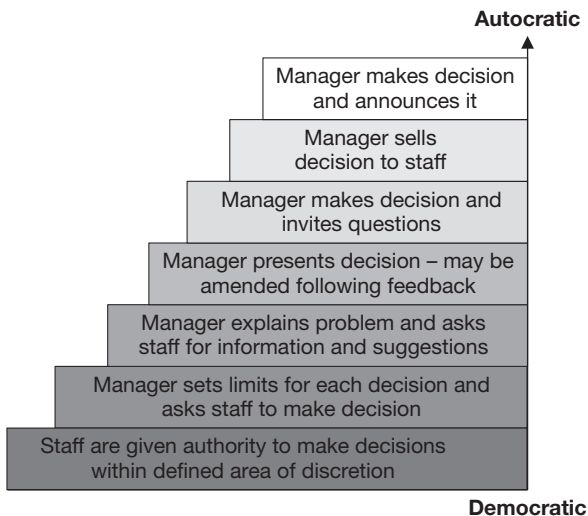 Autocratic
Manager makes decision
and announces it
Manager sells
decision to staff
Manager makes decision and
invites questions
Manager presents decision – may be
amended following feedback
Manager explains problem and asks
staff for information and suggestions
Manager sets limits for each decision and
asks staff to make decision
Staff are given authority to make decisions
within defined area of discretion
Democratic